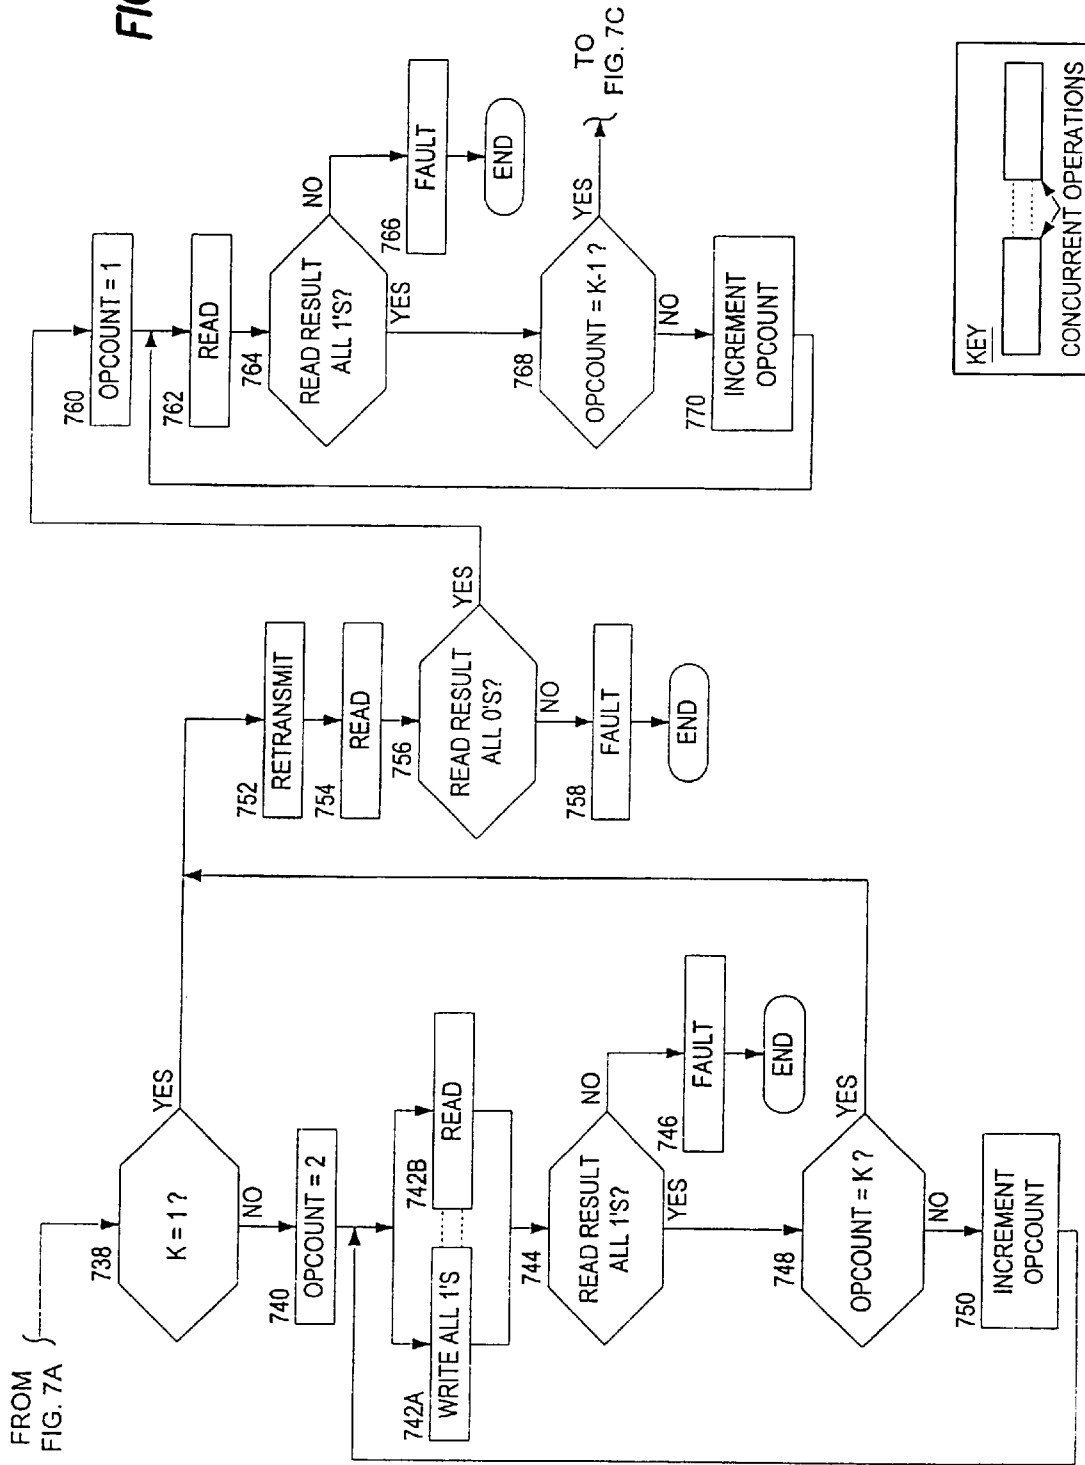 FROM
FIG. 7A
738
K = 1 ?
YES
NO
740
OPCOUNT = 2
742A
WRITE ALL 1'S
742B
READ
744
READ RESULT
ALL 1'S?
NO
YES
746
FAULT
END
748
OPCOUNT = K ?
YES
NO
750
INCREMENT
OPCOUNT
752
RETRANSMIT
754
READ
756
READ RESULT
ALL 0'S?
YES
NO
758
FAULT
END
760
OPCOUNT = 1
762
READ
764
READ RESULT
ALL 1'S?
NO
YES
766
FAULT
END
768
OPCOUNT = K-1 ?
YES
NO
770
INCREMENT
OPCOUNT
TO
FIG. 7C
KEY
CONCURRENT OPERATIONS